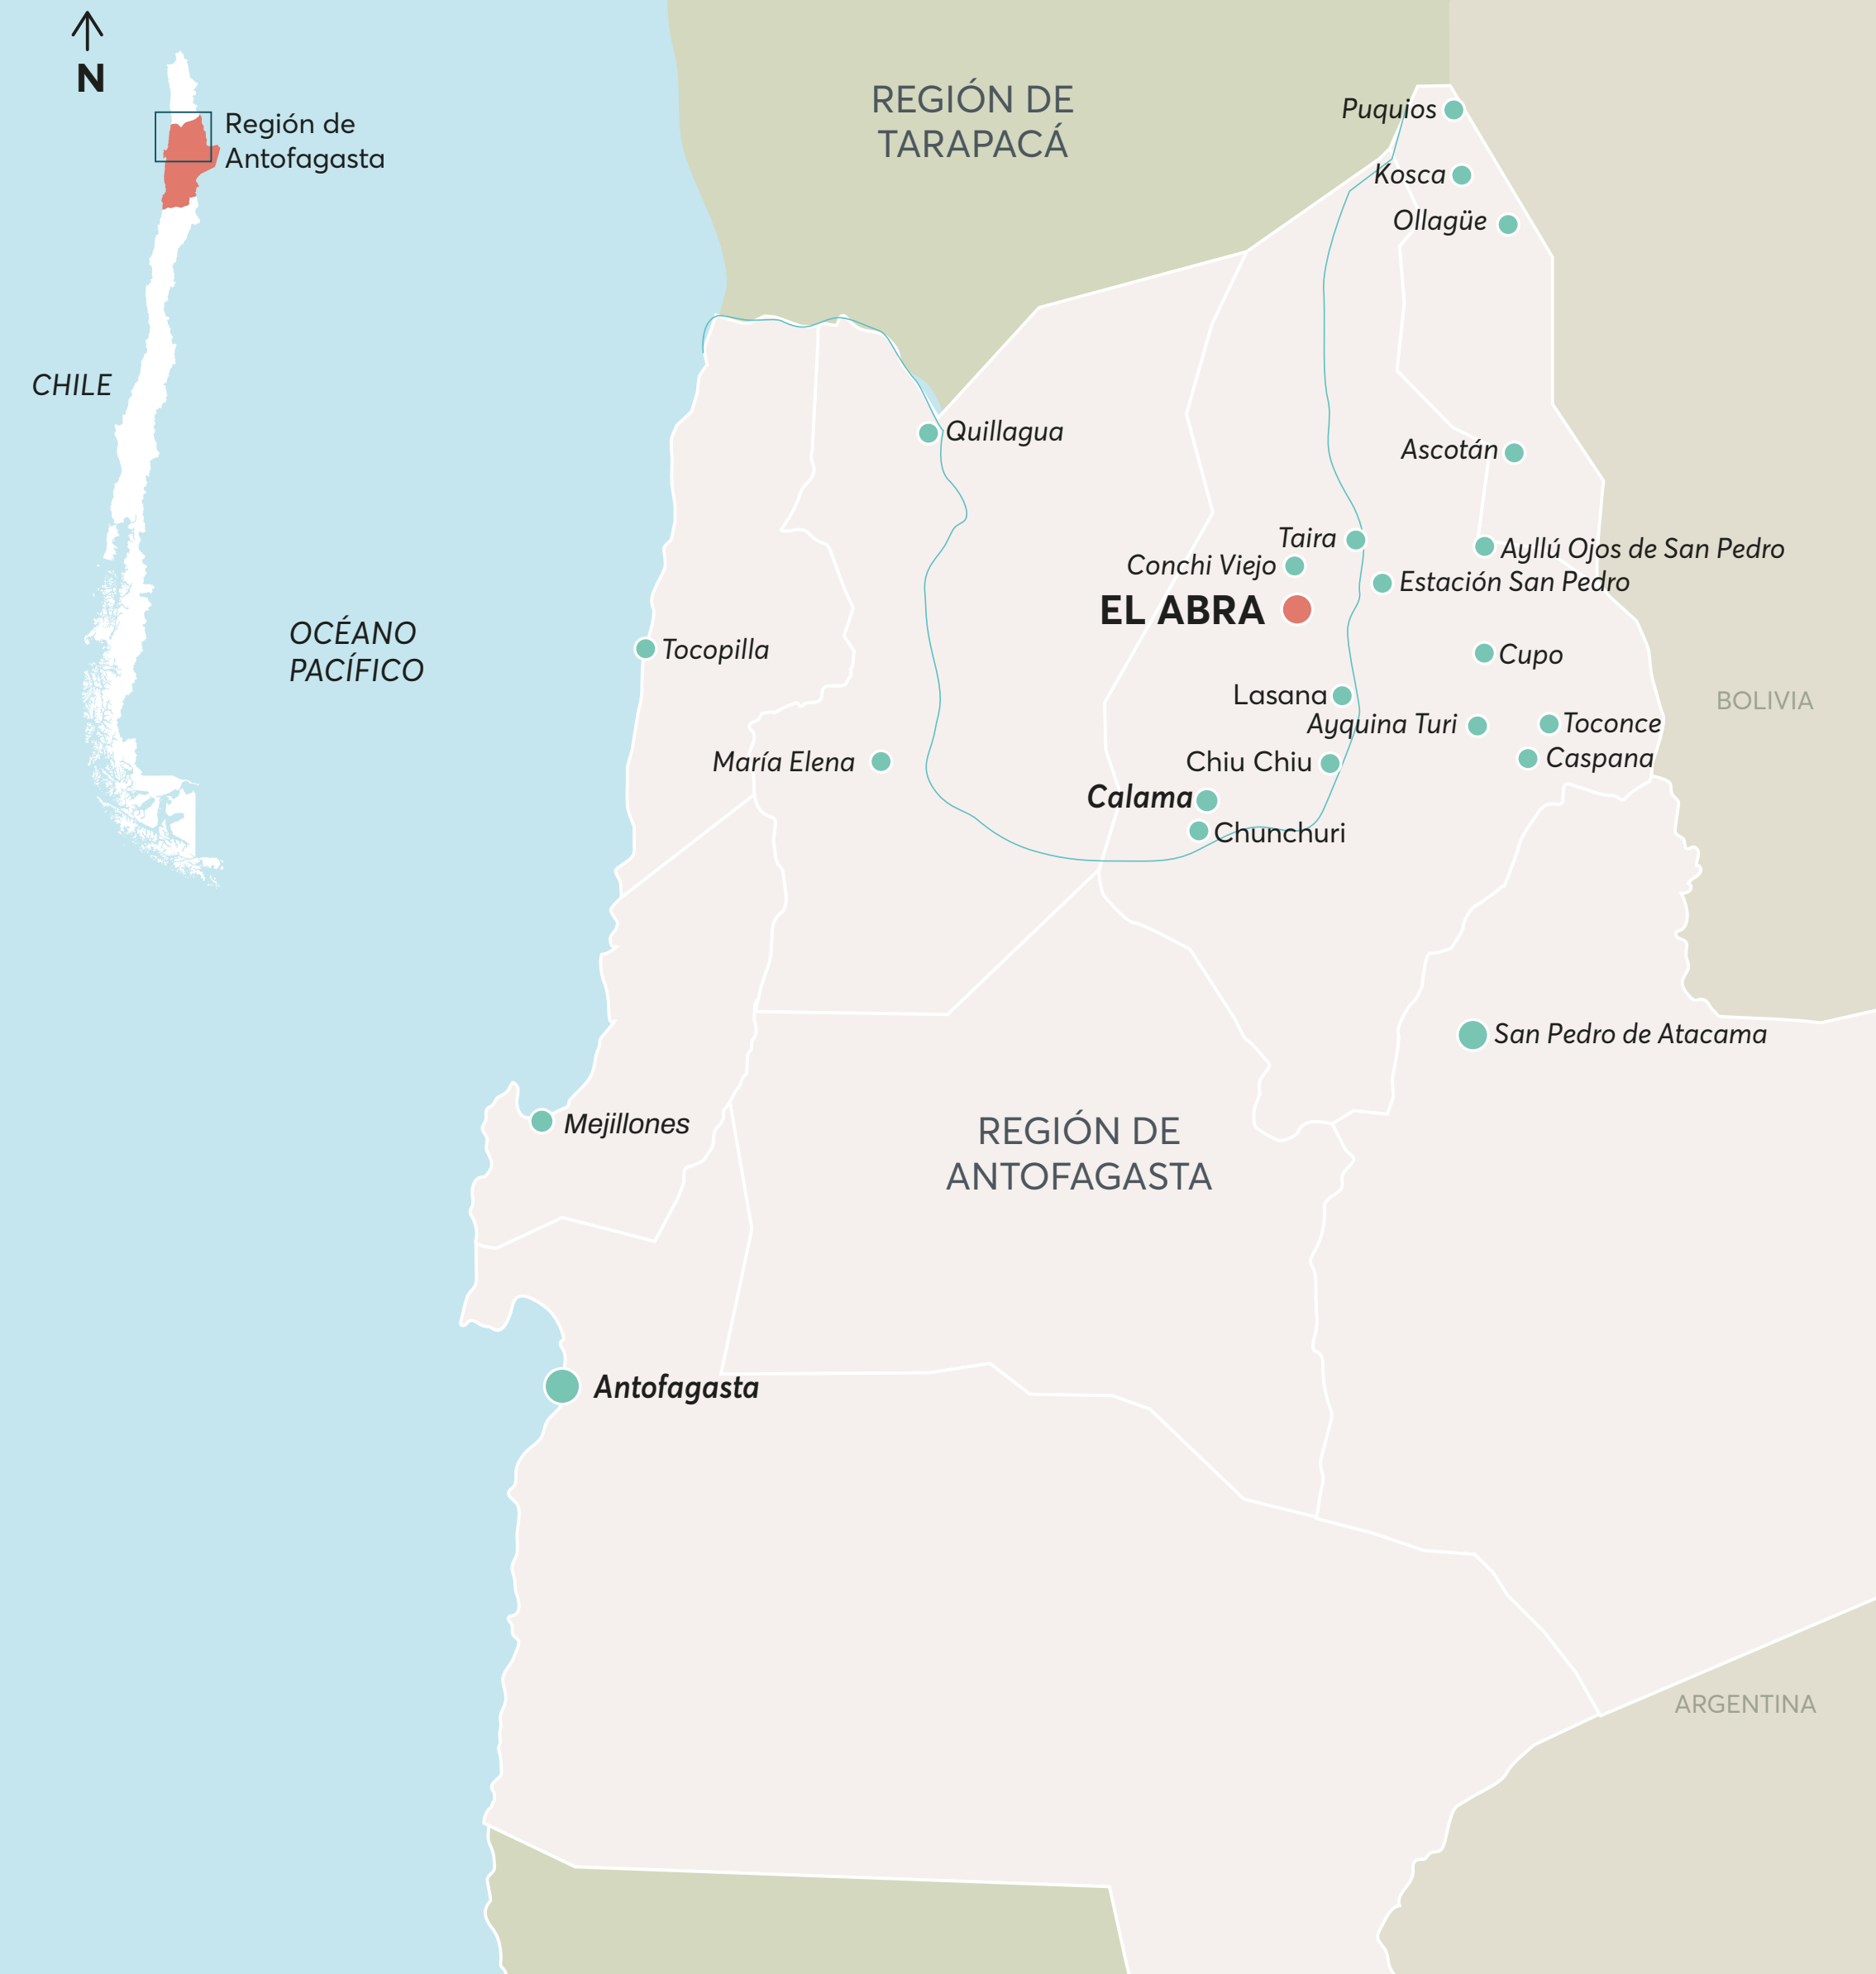 N
Región de
Antofagasta
CHILE
OCÉANO
PACÍFICO
REGIÓN DE
TARAPACÁ
Puquios
Kosca
Ollagüe
Quillagua
Ascotán
Taira
Ayllú Ojos de San Pedro
Conchi Viejo
Estación San Pedro
EL ABRA
Tocopilla
Cupo
Lasana
BOLIVIA
Ayquina Turi
Toconce
María Elena
Chiu Chiu
Caspana
Calama
Chunchuri
San Pedro de Atacama
Mejillones
REGIÓN DE
ANTOFAGASTA
Antofagasta
ARGENTINA